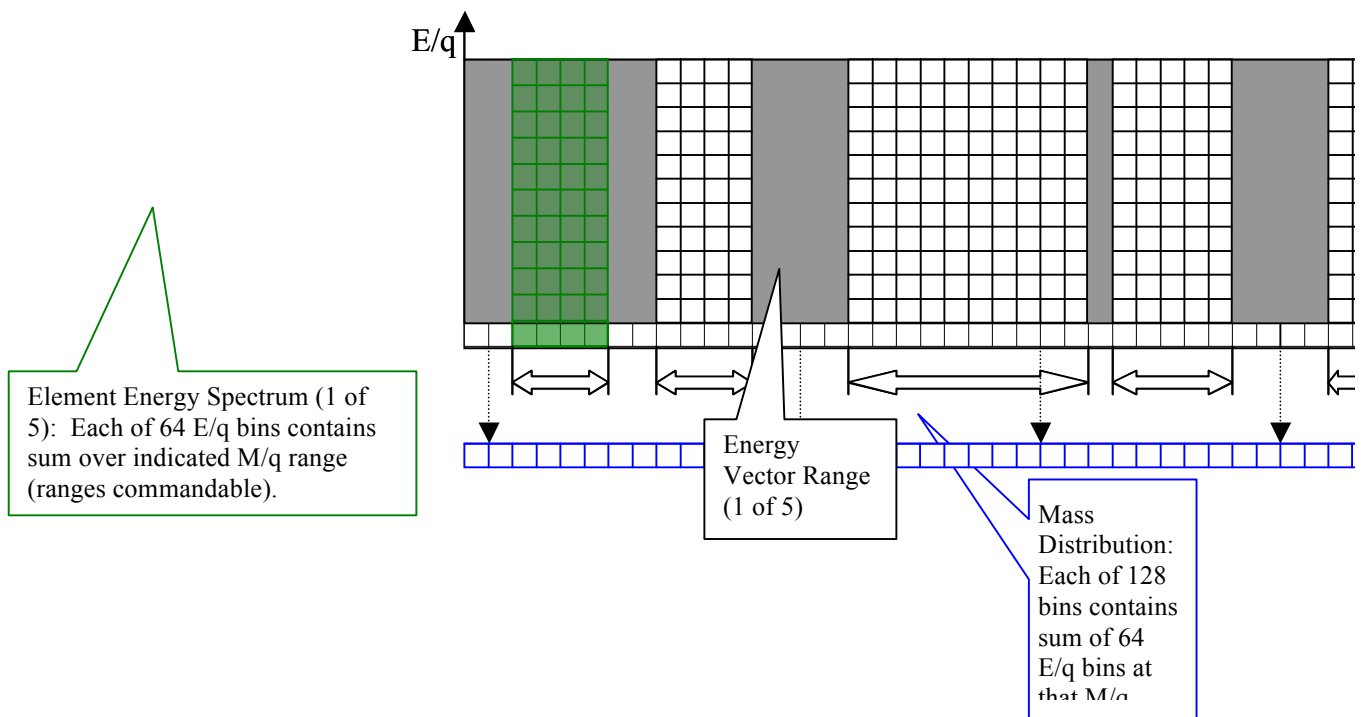 E/q
Element Energy Spectrum (1 of
5):  Each of 64 E/q bins contains
sum over indicated M/q range
(ranges commandable).
Energy
Vector Range
(1 of 5)
Mass
Distribution:
Each of 128
bins contains
sum of 64
E/q bins at
that M/q